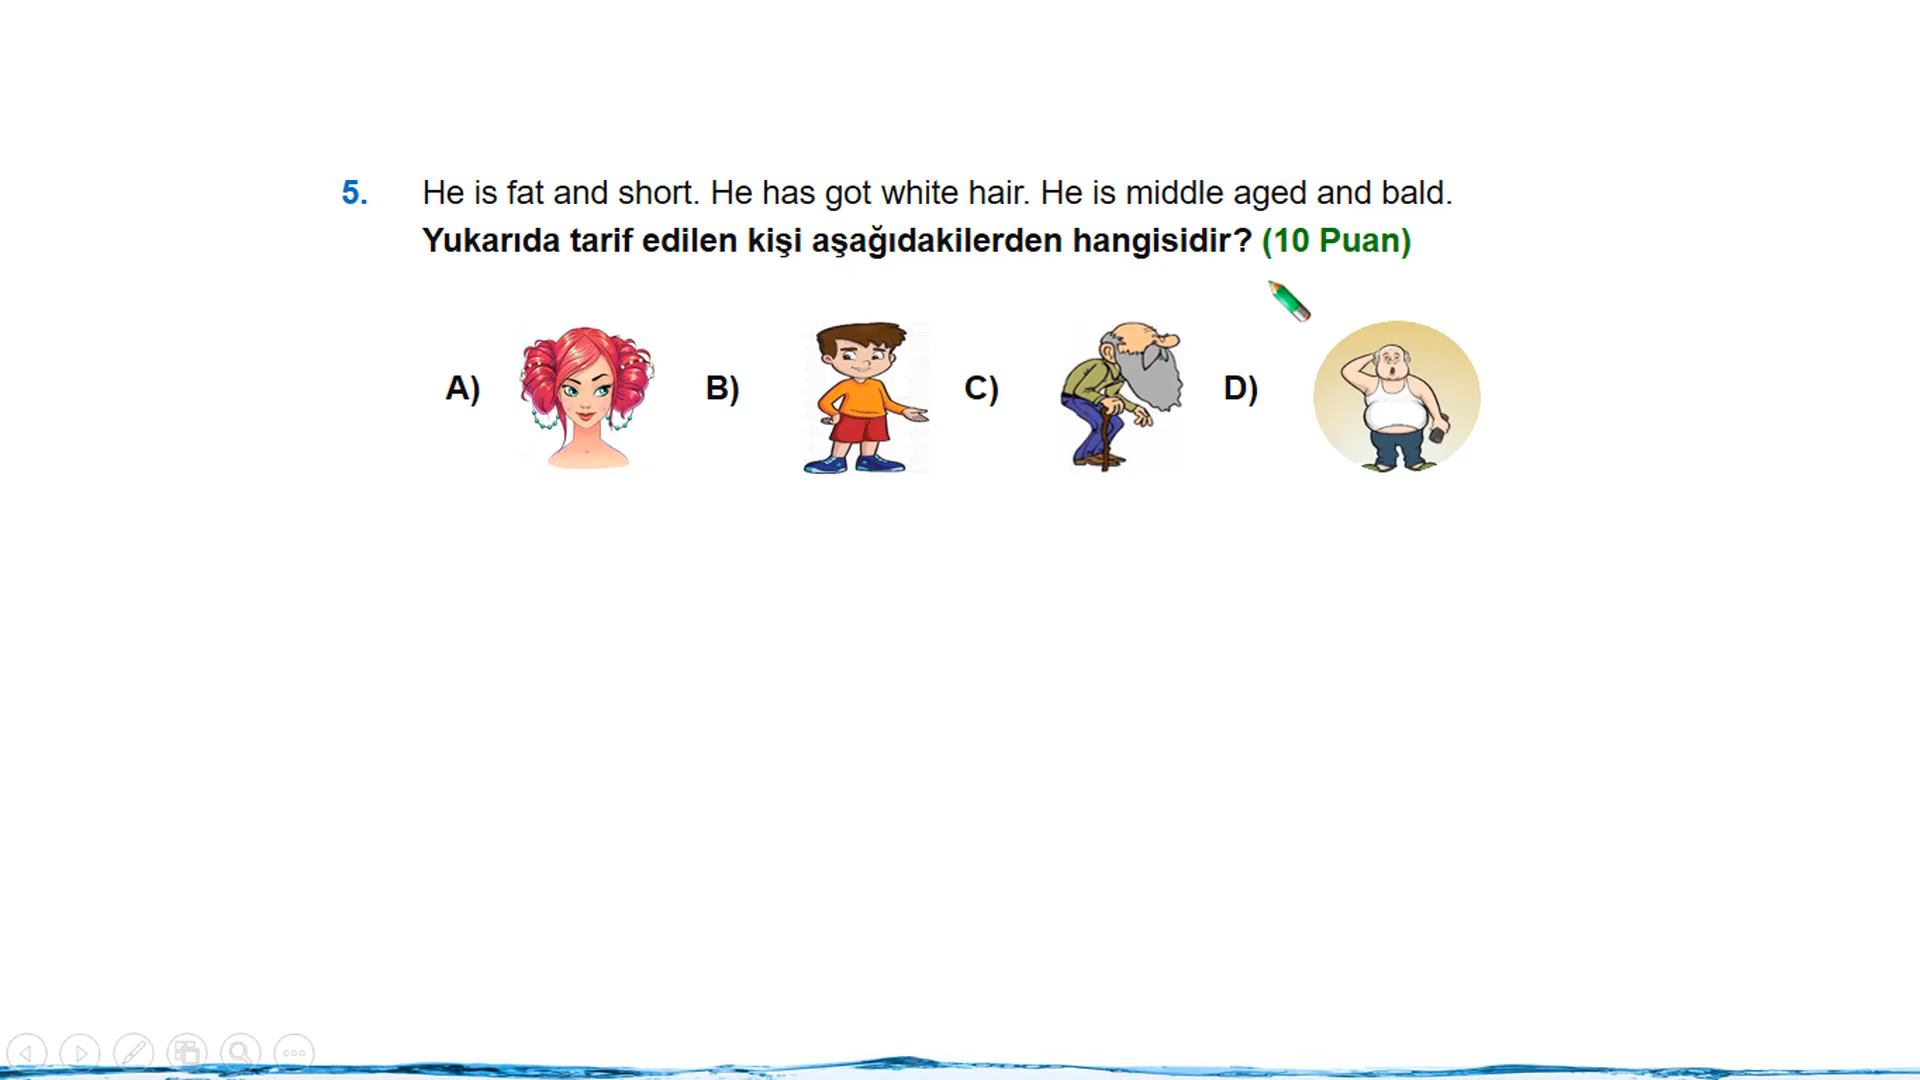 5. He is fat and short. He has got white hair. He is middle aged and bald.
Yukarıda tarif edilen kişi aşağıdakilerden hangisidir? (10 Puan)
A) B) C) D)